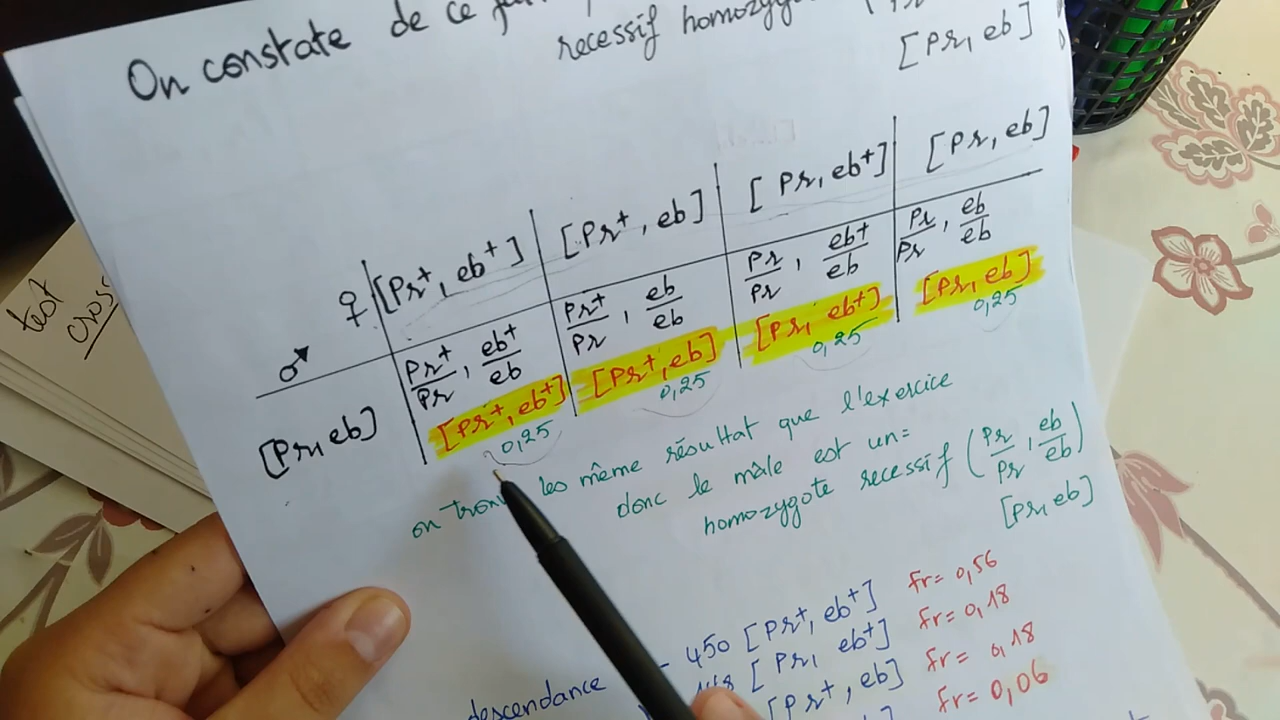 On constate de ce
recessif homozygote
[Pr, eb]
test
cross
♀ [Pr⁺, eb⁺] [Pr⁺, eb] [Pr, eb⁺] [Pr, eb]
♂
[Pr, eb] Pr⁺/Pr, eb⁺/eb Pr⁺/Pr, eb/eb Pr/Pr, eb⁺/eb Pr/Pr, eb/eb
[Pr⁺, eb⁺] [Pr⁺, eb] [Pr, eb⁺] [Pr, eb]
0,25 0,25 0,25 0,25
on les même résultat que l'exercice
donc le mâle est un=
homozygote recessif (Pr/Pr, eb/eb)
[Pr, eb]
descendance - 450 [Pr⁺, eb⁺] Fr= 0,56
[Pr, eb⁺] Fr= 0,18
[Pr⁺, eb] Fr= 0,18
Fr= 0,06